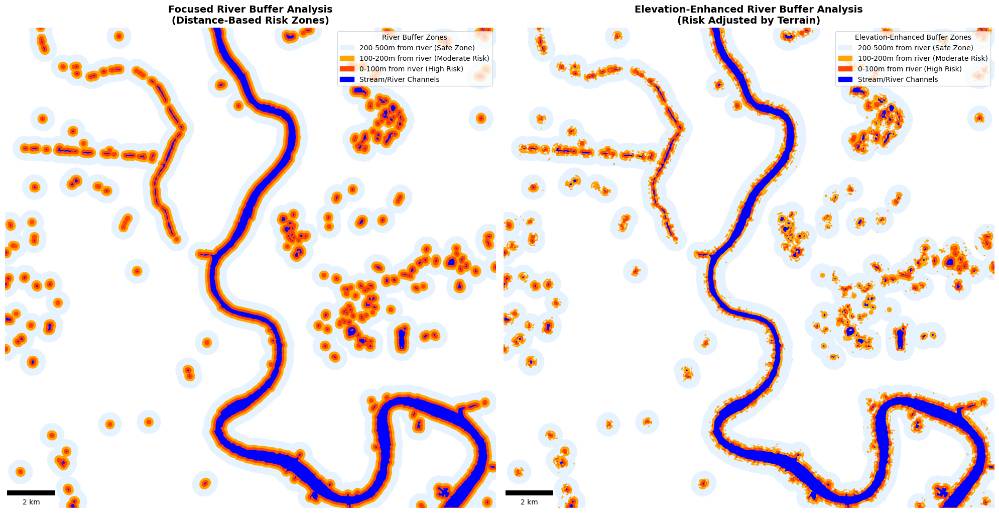 Focused River Buffer Analysis
(Distance-Based Risk Zones)
River Buffer Zones
200-500m from river (Safe Zone)
100-200m from river (Moderate Risk)
0-100m from river (High Risk)
Stream/River Channels
2 km
Elevation-Enhanced River Buffer Analysis
(Risk Adjusted by Terrain)
Elevation-Enhanced Buffer Zones
200-500m from river (Safe Zone)
100-200m from river (Moderate Risk)
0-100m from river (High Risk)
Stream/River Channels
2 km